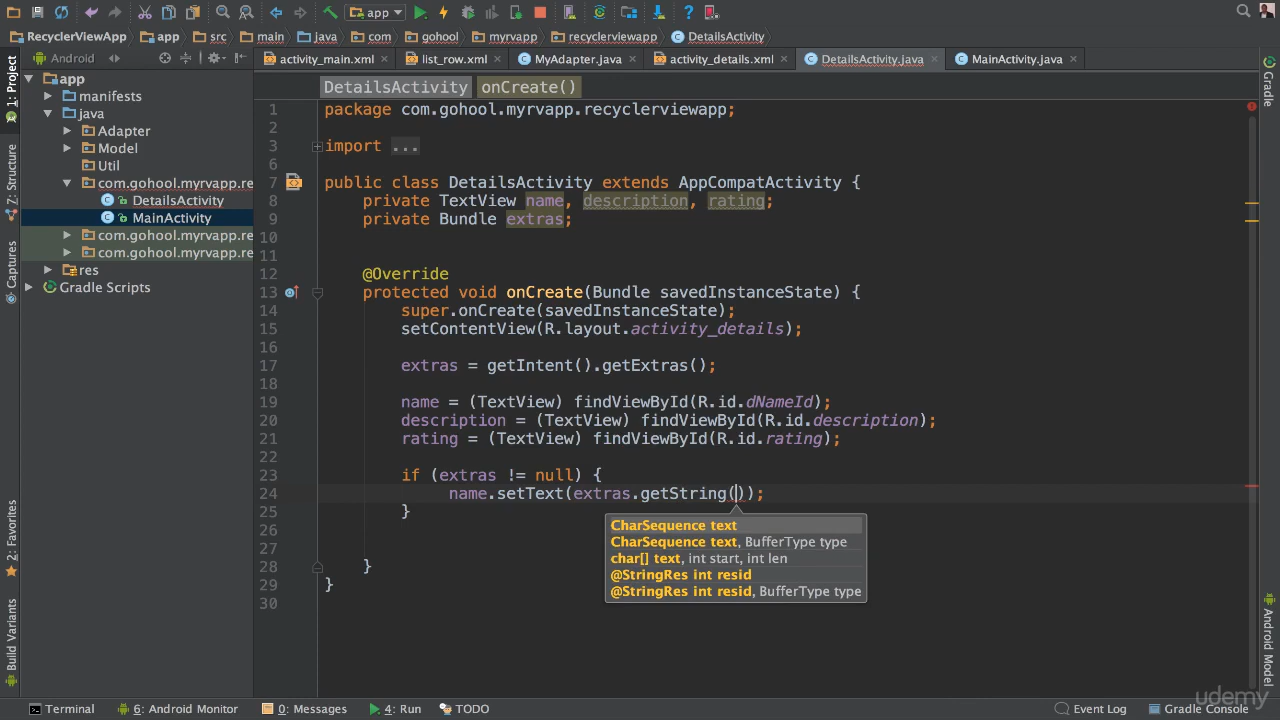 app
RecyclerViewApp app src main java com gohool myrvapp recyclerviewapp DetailsActivity
Android
activity_main.xml list_row.xml MyAdapter.java activity_details.xml DetailsActivity.java MainActivity.java
DetailsActivity onCreate()
1: Project
Z: Structure
Captures
2: Favorites
Build Variants
app
manifests
java
Adapter
Model
Util
com.gohool.myrvapp.re
DetailsActivity
MainActivity
com.gohool.myrvapp.re
com.gohool.myrvapp.re
res
Gradle Scripts
1 package com.gohool.myrvapp.recyclerviewapp;
2
3 import ...
6
7 public class DetailsActivity extends AppCompatActivity {
8 private TextView name, description, rating;
9 private Bundle extras;
10
11
12 @Override
13 protected void onCreate(Bundle savedInstanceState) {
14 super.onCreate(savedInstanceState);
15 setContentView(R.layout.activity_details);
16
17 extras = getIntent().getExtras();
18
19 name = (TextView) findViewById(R.id.dNameId);
20 description = (TextView) findViewById(R.id.description);
21 rating = (TextView) findViewById(R.id.rating);
22
23 if (extras != null) {
24 name.setText(extras.getString());
25 }
26
27
28 }
29 }
30
CharSequence text
CharSequence text, BufferType type
char[] text, int start, int len
@StringRes int resid
@StringRes int resid, BufferType type
Gradle
Android Model
udemy
Terminal 6: Android Monitor 0: Messages 4: Run TODO Event Log Gradle Console